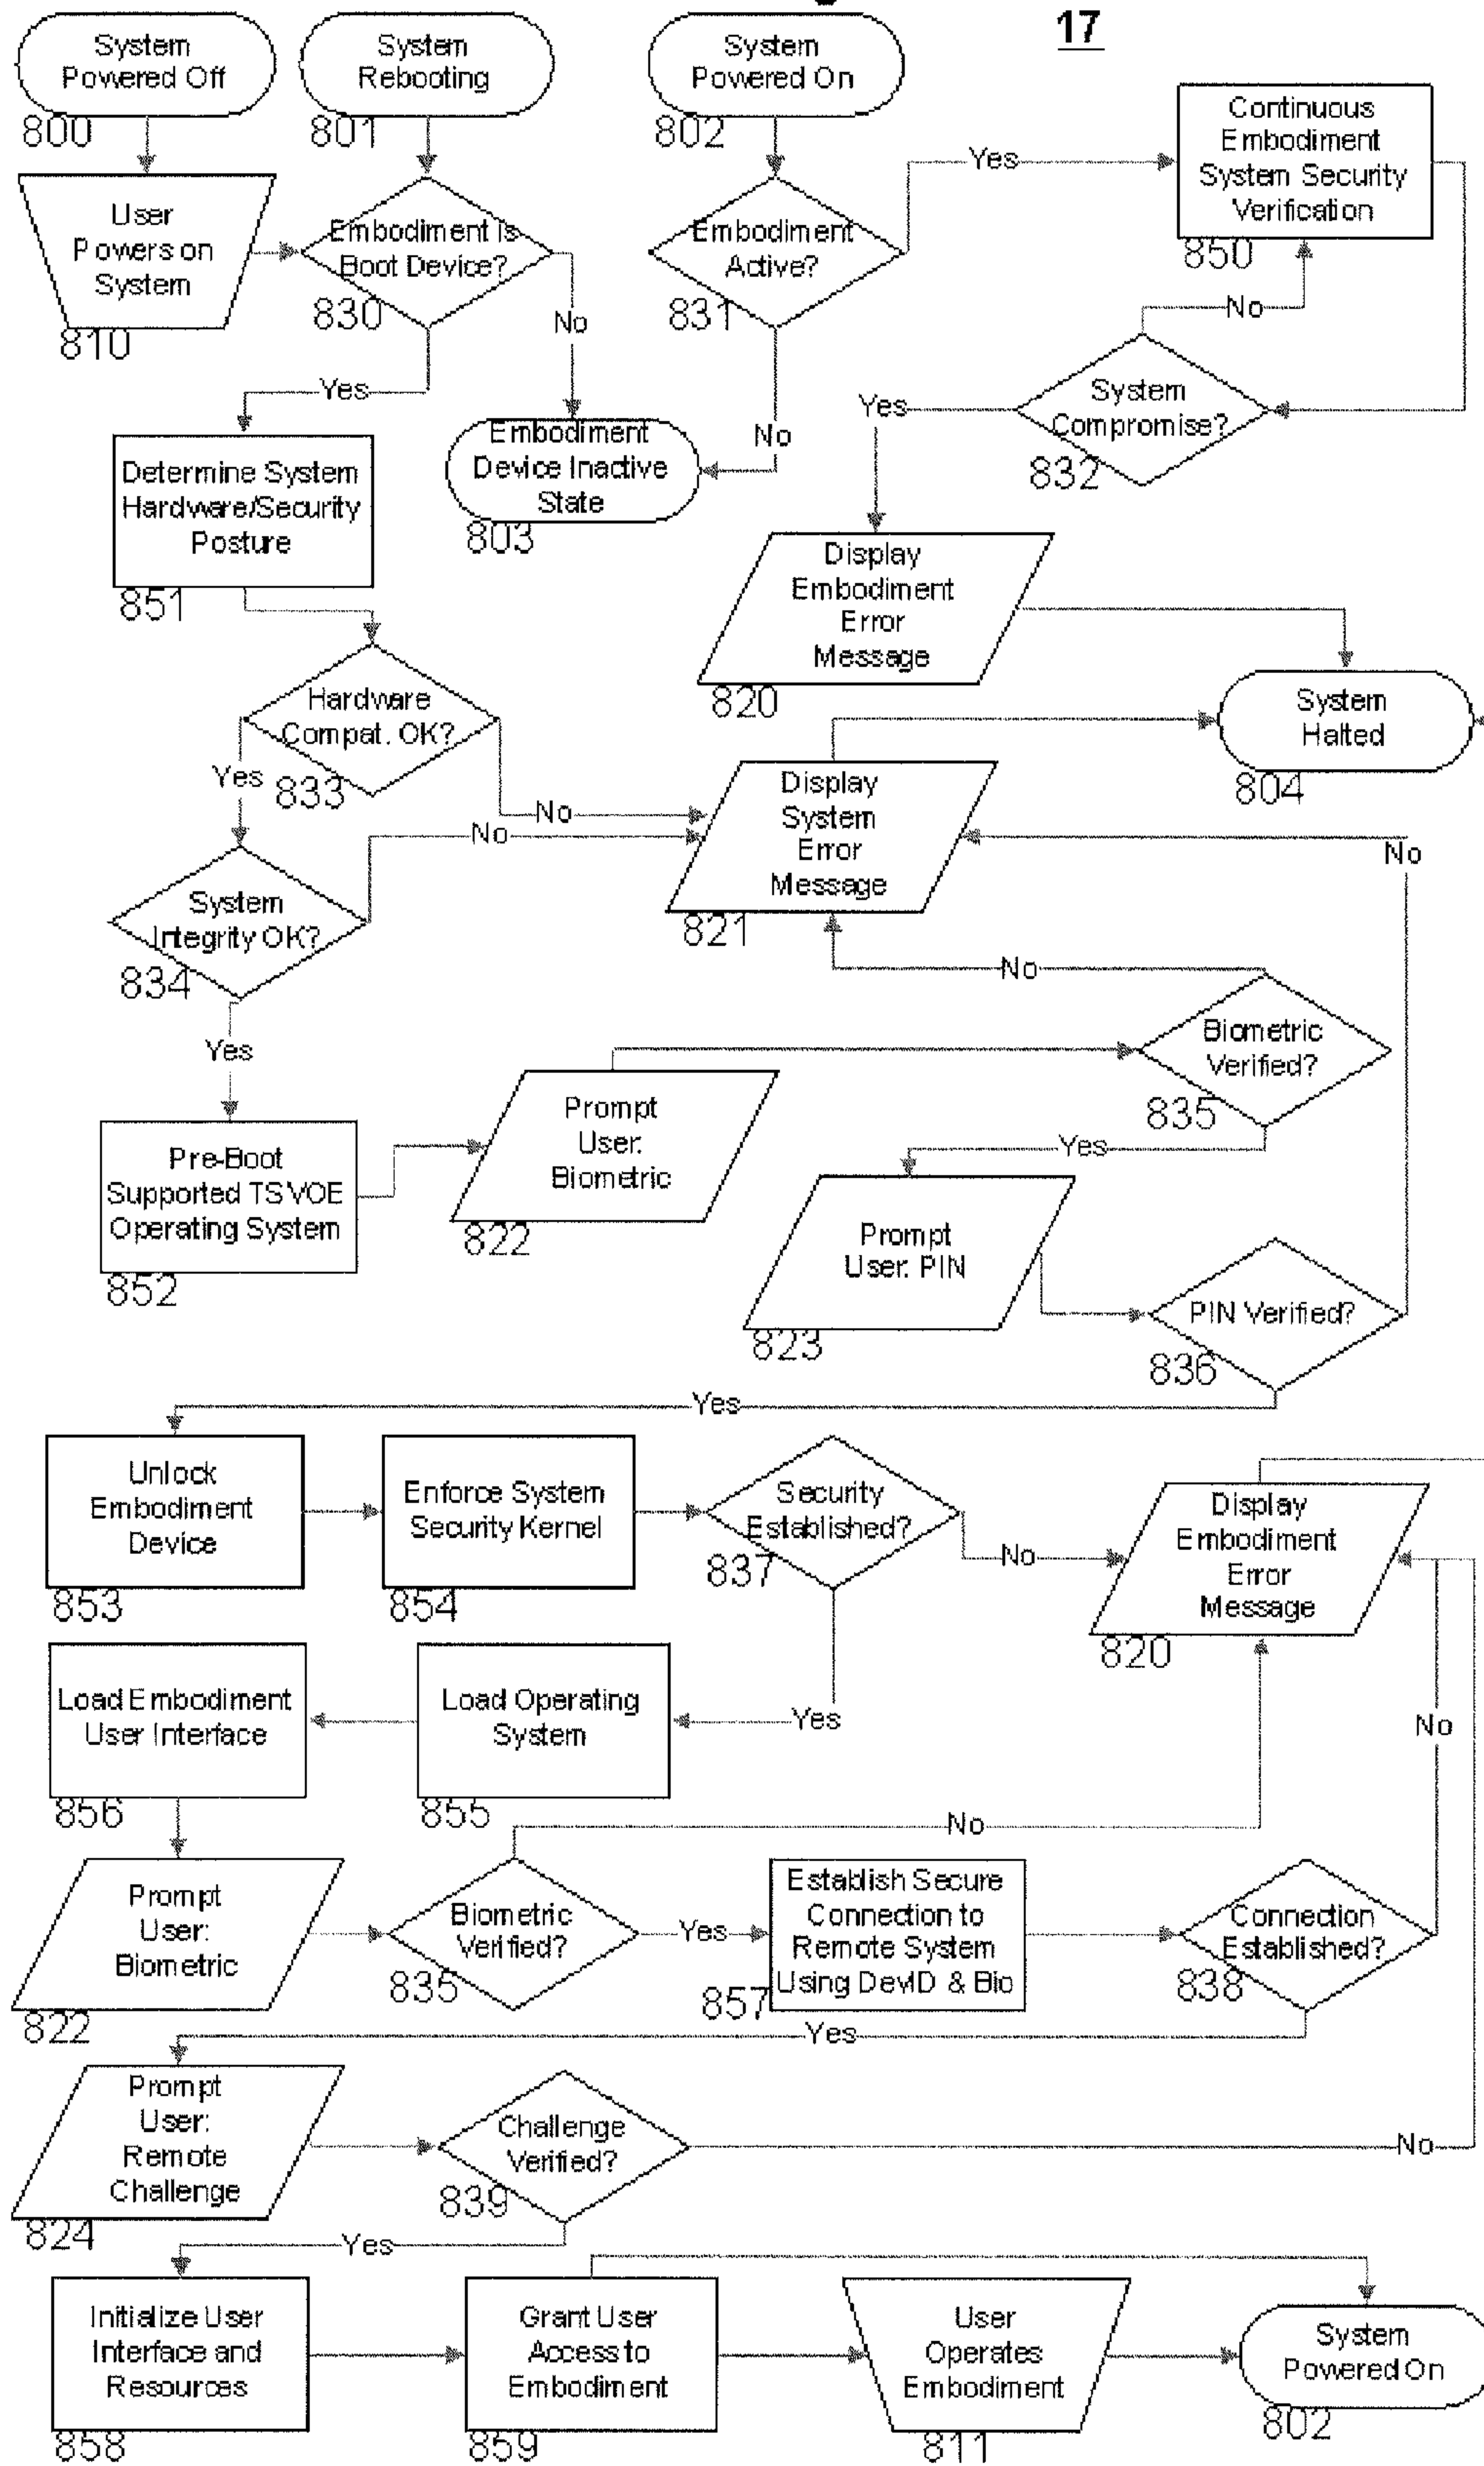 17
System
Powered Off
800
System
Rebooting
801
System
Powered On
802
Continuous
Embodiment
System Security
Verification
850
Yes
User
Powers on
System
810
Embodiment is
Boot Device?
830
No
Yes
Embodiment
Active?
831
No
No
System
Compromise?
832
Yes
Embodiment
Device Inactive
State
803
Determine System
Hardware/Security
Posture
851
Display
Embodiment
Error
Message
820
System
Halted
804
Hardware
Compat. OK?
833
Yes
No
Display
System
Error
Message
821
No
No
System
Integrity OK?
834
Yes
No
Biometric
Verified?
835
Yes
Pre-Boot
Supported TSVOE
Operating System
852
Prompt
User:
Biometric
822
Prompt
User: PIN
823
PIN Verified?
836
Yes
Unlock
Embodiment
Device
853
Enforce System
Security Kernel
854
Security
Established?
837
No
Display
Embodiment
Error
Message
820
Load Embodiment
User Interface
856
Load Operating
System
855
Yes
No
No
Prompt
User:
Biometric
822
Biometric
Verified?
835
Yes
Establish Secure
Connection to
Remote System
Using DevID & Bio
857
Connection
Established?
838
Yes
Prompt
User:
Remote
Challenge
824
Challenge
Verified?
839
No
Yes
Initialize User
Interface and
Resources
858
Grant User
Access to
Embodiment
859
User
Operates
Embodiment
811
System
Powered On
802